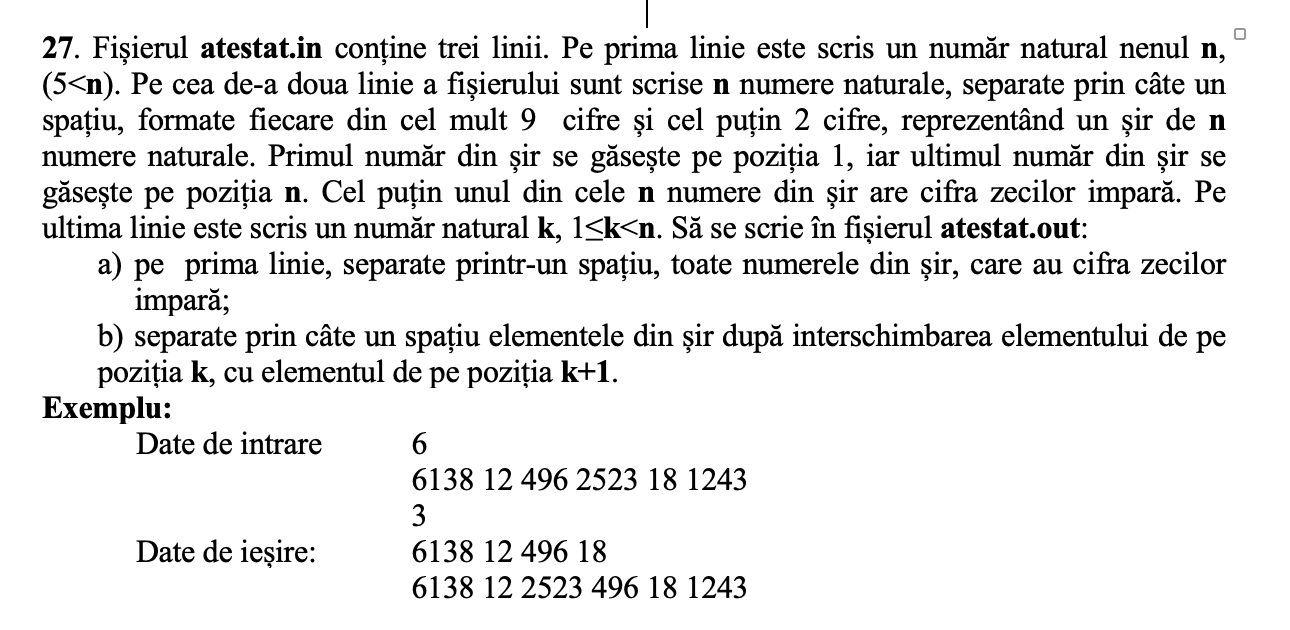 27. Fișierul atestat.in conține trei linii. Pe prima linie este scris un număr natural nenul n,
(5<n). Pe cea de-a doua linie a fișierului sunt scrise n numere naturale, separate prin câte un
spațiu, formate fiecare din cel mult 9 cifre și cel puțin 2 cifre, reprezentând un șir de n
numere naturale. Primul număr din șir se găsește pe poziția 1, iar ultimul număr din șir se
găsește pe poziția n. Cel puțin unul din cele n numere din șir are cifra zecilor impară. Pe
ultima linie este scris un număr natural k, 1≤k<n. Să se scrie în fișierul atestat.out:
a) pe prima linie, separate printr-un spațiu, toate numerele din șir, care au cifra zecilor
impară;
b) separate prin câte un spațiu elementele din șir după interschimbarea elementului de pe
poziția k, cu elementul de pe poziția k+1.
Exemplu:
Date de intrare 6
6138 12 496 2523 18 1243
3
Date de ieșire: 6138 12 496 18
6138 12 2523 496 18 1243